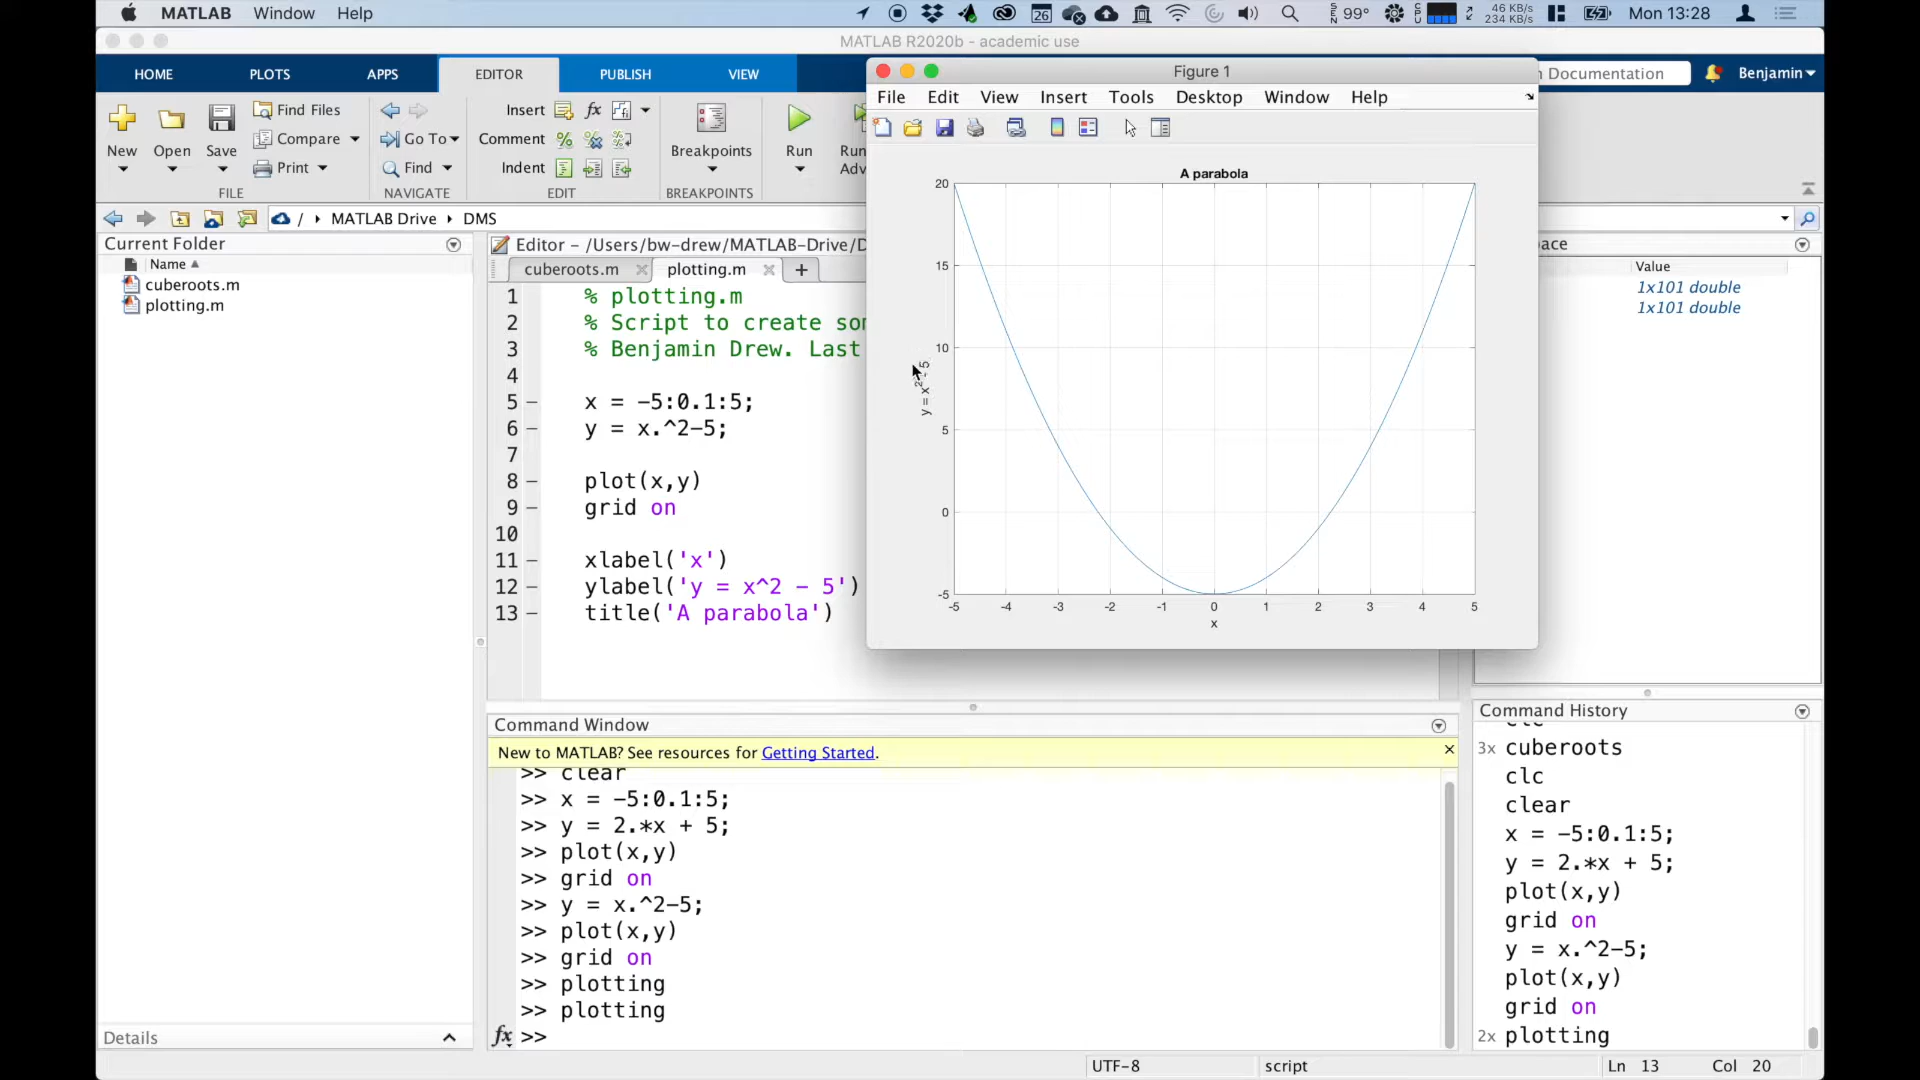 MATLAB Window Help
26
99°
46 KB/s
234 KB/s
Mon 13:28
MATLAB R2020b - academic use
HOME PLOTS APPS EDITOR PUBLISH VIEW
Documentation Benjamin
New Open Save
Find Files
Compare
Print
FILE
Go To
Find
NAVIGATE
Insert fx
Comment
Indent
EDIT
Breakpoints
BREAKPOINTS
Run
/ MATLAB Drive DMS
Current Folder
Name
cuberoots.m
plotting.m
Details
Editor – /Users/bw-drew/MATLAB-Drive/D
cuberoots.m plotting.m
1 % plotting.m
2 % Script to create
3 % Benjamin Drew. Last
4
5 x = -5:0.1:5;
6 y = x.^2-5;
7
8 plot(x,y)
9 grid on
10
11 xlabel('x')
12 ylabel('y = x^2 - 5')
13 title('A parabola')
Figure 1
File Edit View Insert Tools Desktop Window Help
A parabola
20
15
10
5
0
-5
y = x2 - 5
-5 -4 -3 -2 -1 0 1 2 3 4 5
x
Value
1x101 double
1x101 double
Command Window
New to MATLAB? See resources for Getting Started.
>> clear
>> x = -5:0.1:5;
>> y = 2.*x + 5;
>> plot(x,y)
>> grid on
>> y = x.^2-5;
>> plot(x,y)
>> grid on
>> plotting
>> plotting
fx >>
Command History
3x cuberoots
clc
clear
x = -5:0.1:5;
y = 2.*x + 5;
plot(x,y)
grid on
y = x.^2-5;
plot(x,y)
grid on
2x plotting
UTF-8 script Ln 13 Col 20